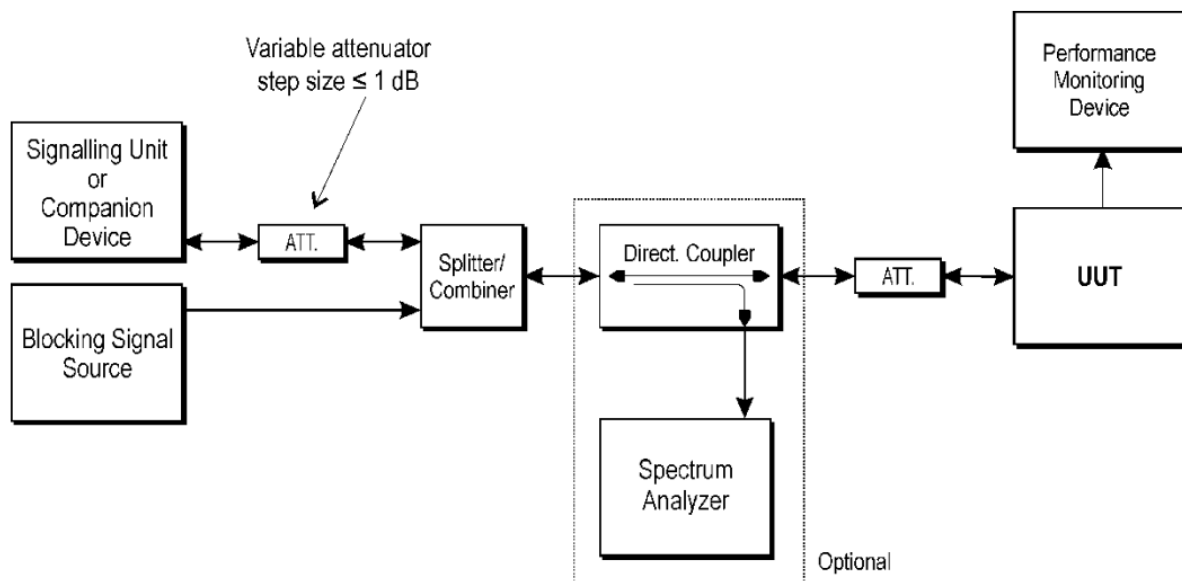 Variable attenuator
step size ≤ 1 dB
Signalling Unit
or
Companion
Device
ATT.
Splitter/
Combiner
Blocking Signal
Source
Direct. Coupler
Spectrum
Analyzer
Optional
ATT.
Performance
Monitoring
Device
UUT